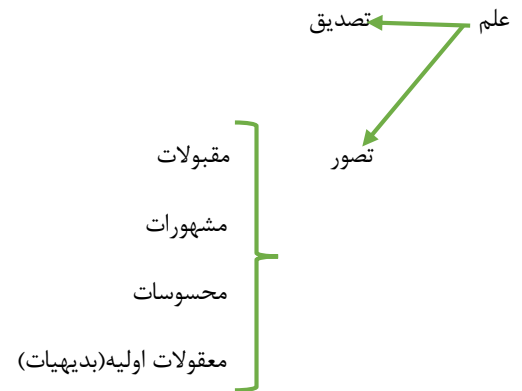 علم
تصدیق
تصور
مقبولات
مشهورات
محسوسات
معقولات اولیه(بدیهیات)